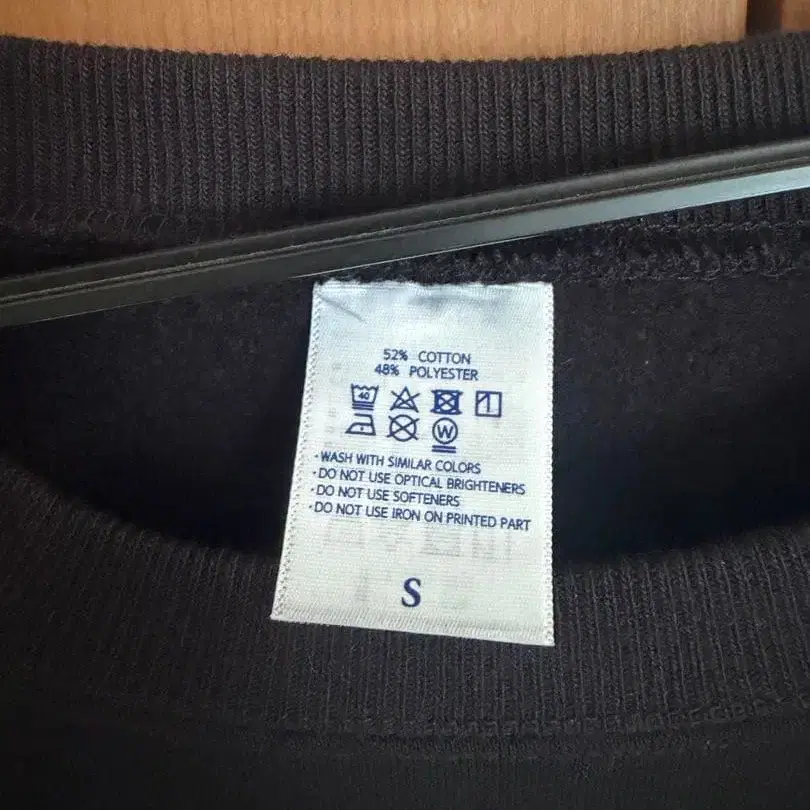 52% COTTON
48% POLYESTER
40
W
· WASH WITH SIMILAR COLORS
· DO NOT USE OPTICAL BRIGHTENERS
· DO NOT USE SOFTENERS
· DO NOT USE IRON ON PRINTED PART
S